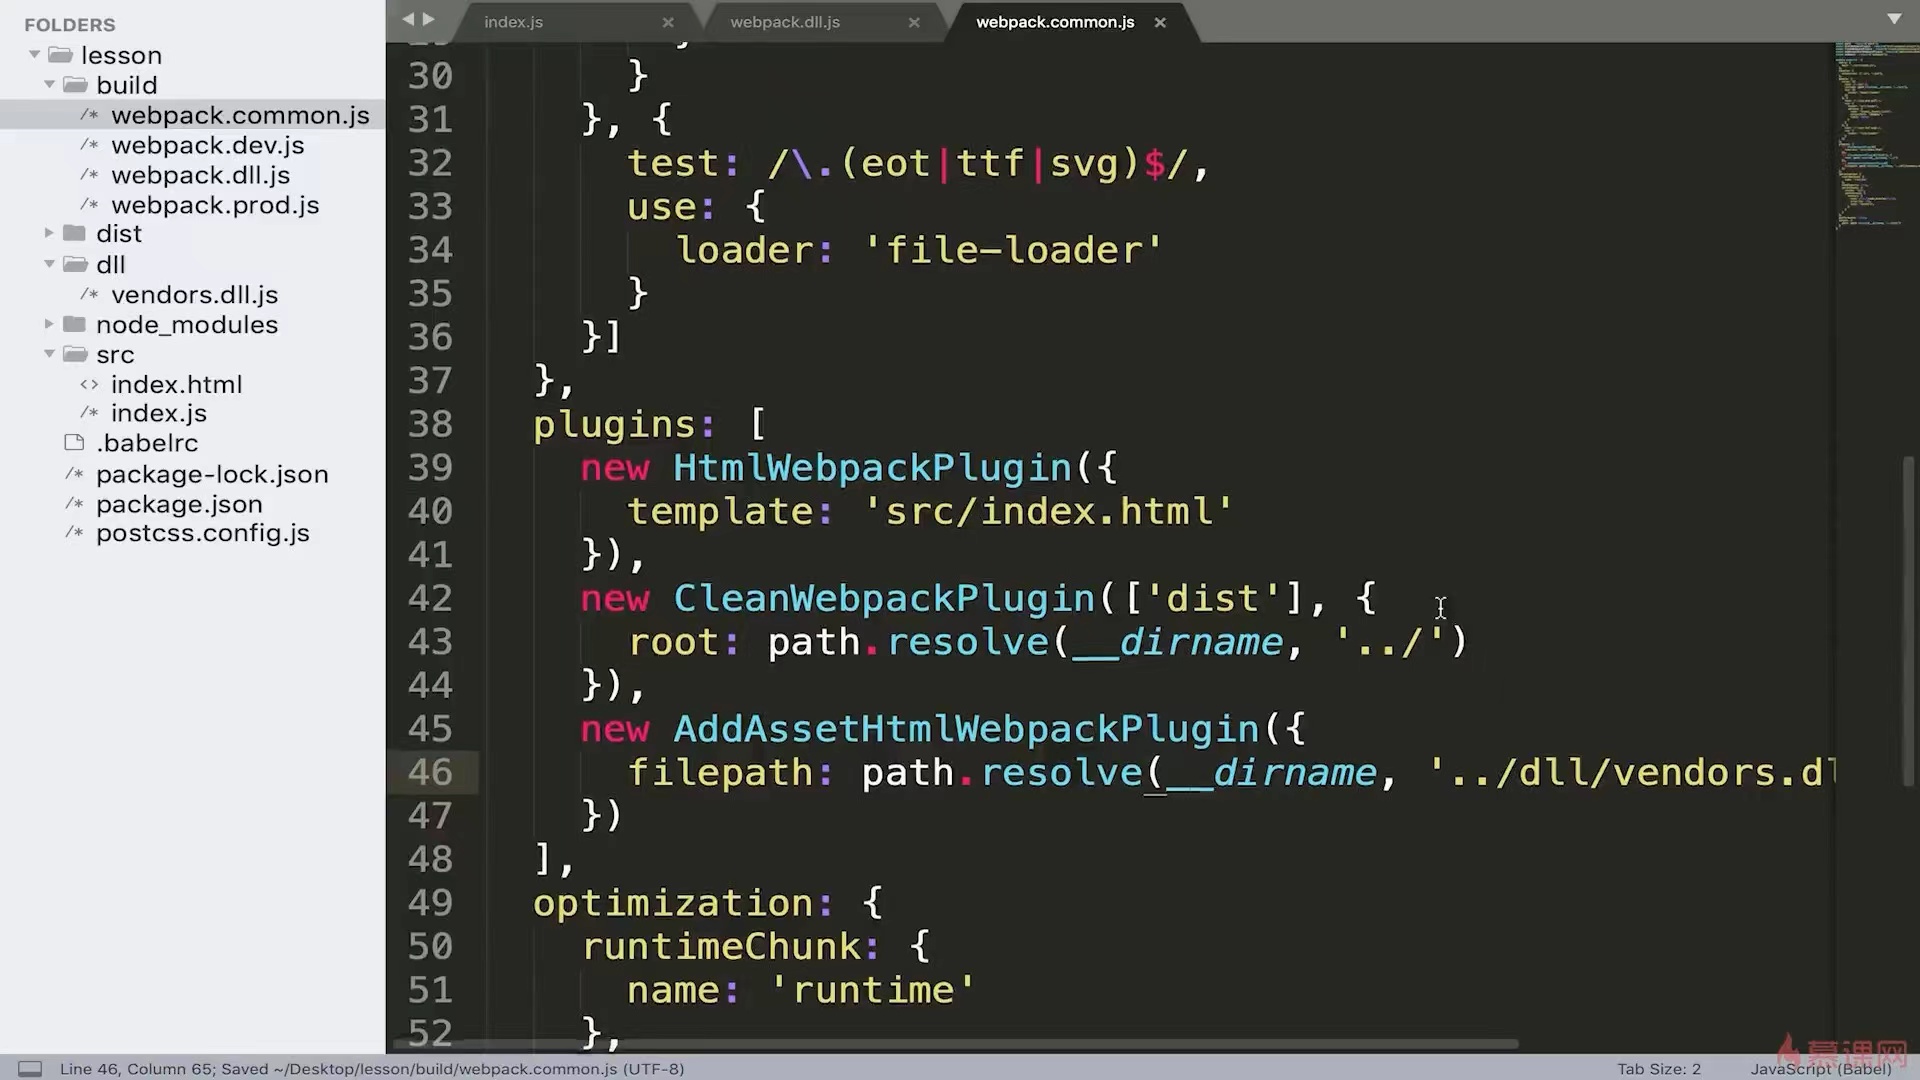 FOLDERS
lesson
build
/* webpack.common.js
/* webpack.dev.js
/* webpack.dll.js
/* webpack.prod.js
dist
dll
/* vendors.dll.js
node_modules
src
<> index.html
/* index.js
.babelrc
/* package-lock.json
/* package.json
/* postcss.config.js
index.js × webpack.dll.js × webpack.common.js ×
30 }
31 }, {
32 test: /\.(eot|ttf|svg)$/,
33 use: {
34 loader: 'file-loader'
35 }
36 }]
37 },
38 plugins: [
39 new HtmlWebpackPlugin({
40 template: 'src/index.html'
41 }),
42 new CleanWebpackPlugin(['dist'], {
43 root: path.resolve(__dirname, '../')
44 }),
45 new AddAssetHtmlWebpackPlugin({
46 filepath: path.resolve(__dirname, '../dll/vendors.dl
47 })
48 ],
49 optimization: {
50 runtimeChunk: {
51 name: 'runtime'
52 },
Line 46, Column 65; Saved ~/Desktop/lesson/build/webpack.common.js (UTF-8)
Tab Size: 2
JavaScript (Babel)
慕课网